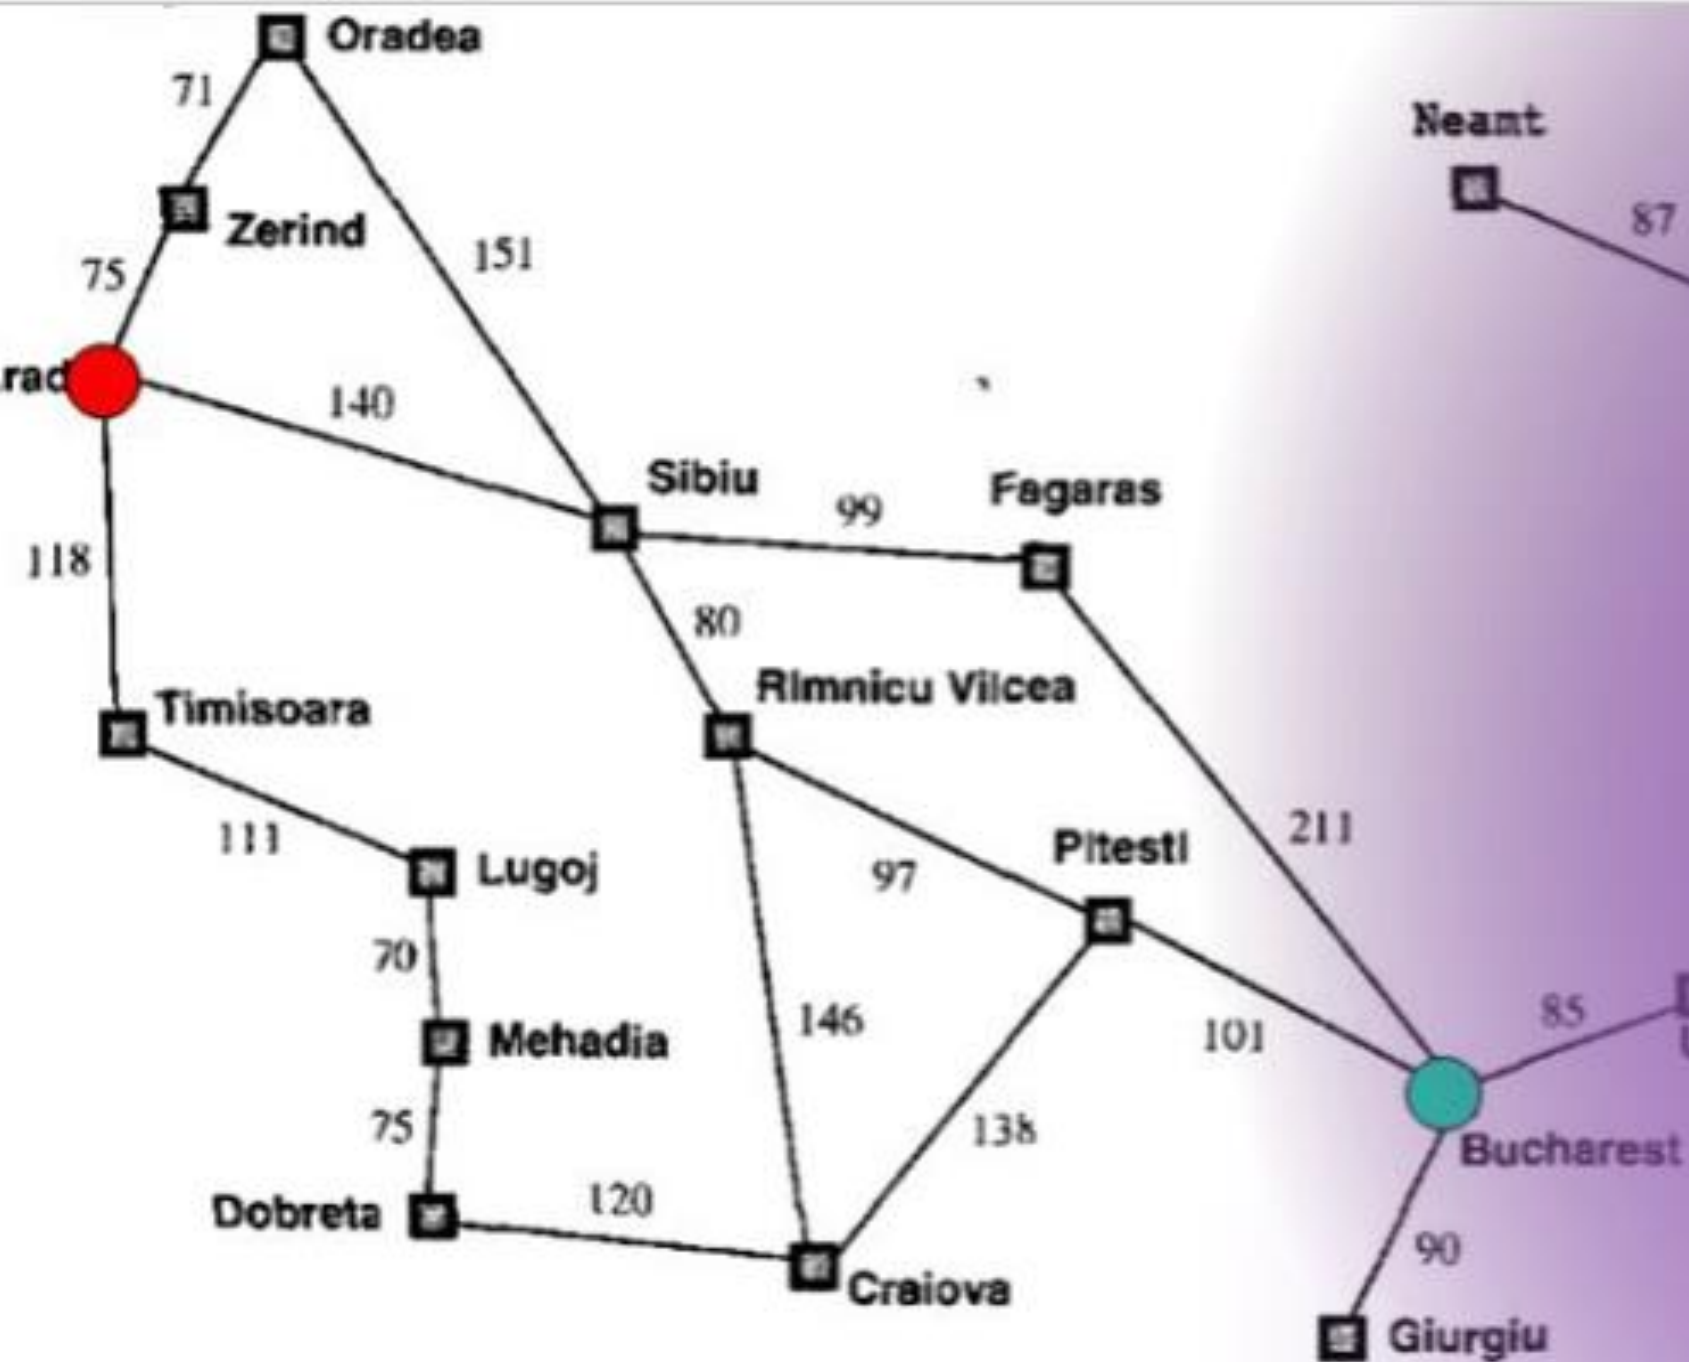 Oradea
71
Neamt
87
Zerind
75
151
rad
140
Sibiu
99
Fagaras
118
80
Rimnicu Vilcea
Timisoara
211
111
Lugoj
97
Pitesti
70
146
101
85
Mehadia
138
Bucharest
75
Dobreta
120
90
Craiova
Giurgiu